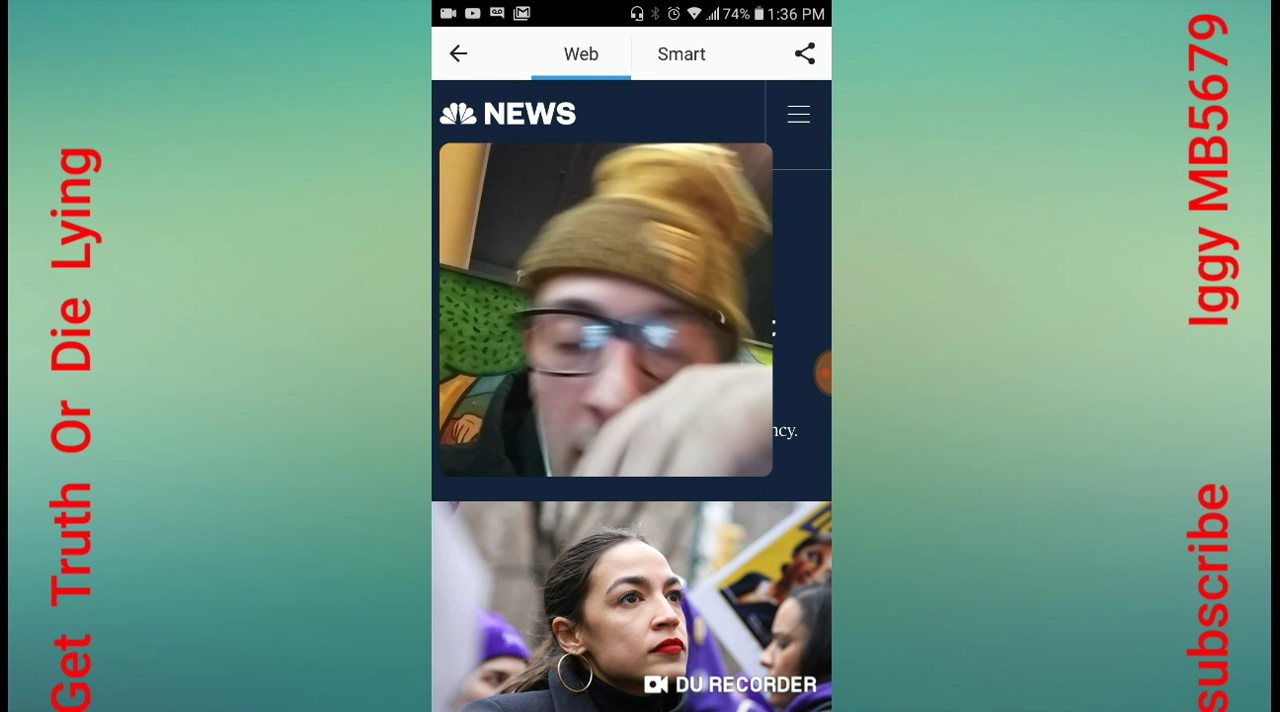 74% 1:36 PM
Web Smart
NEWS
ncy.
DU RECORDER
Get Truth Or Die Lying
subscribe Iggy MB5679